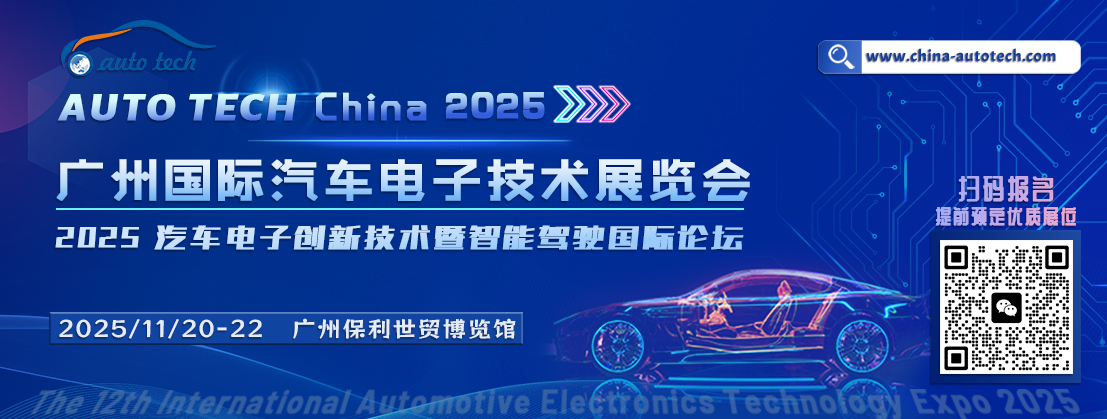 auto tech
www.china-autotech.com
AUTO TECH China 2025
广州国际汽车电子技术展览会
2025 汽车电子创新技术暨智能驾驶国际论坛
扫码报名
提前预定优质展位
2025/11/20-22 广州保利世贸博览馆
The 12th International Automotive Electronics Technology Expo 2025